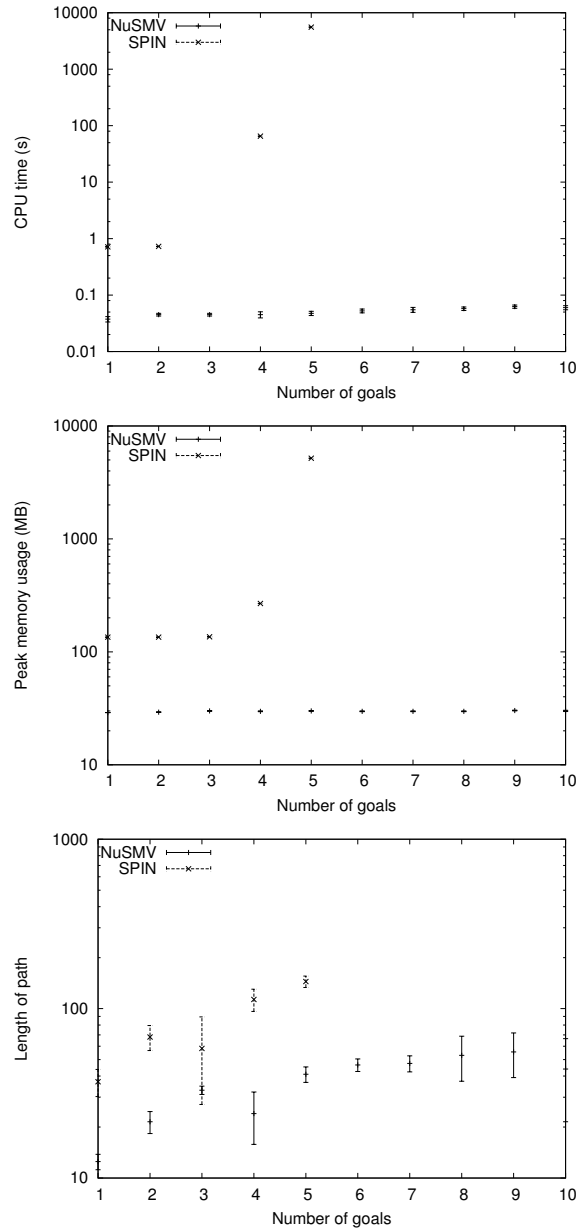 10000
NuSMV
SPIN
1000
100
10
1
0.1
0.01
CPU time (s)
1 2 3 4 5 6 7 8 9 10
Number of goals
10000
NuSMV
SPIN
1000
100
10
Peak memory usage (MB)
1 2 3 4 5 6 7 8 9 10
Number of goals
1000
NuSMV
SPIN
100
10
Length of path
1 2 3 4 5 6 7 8 9 10
Number of goals